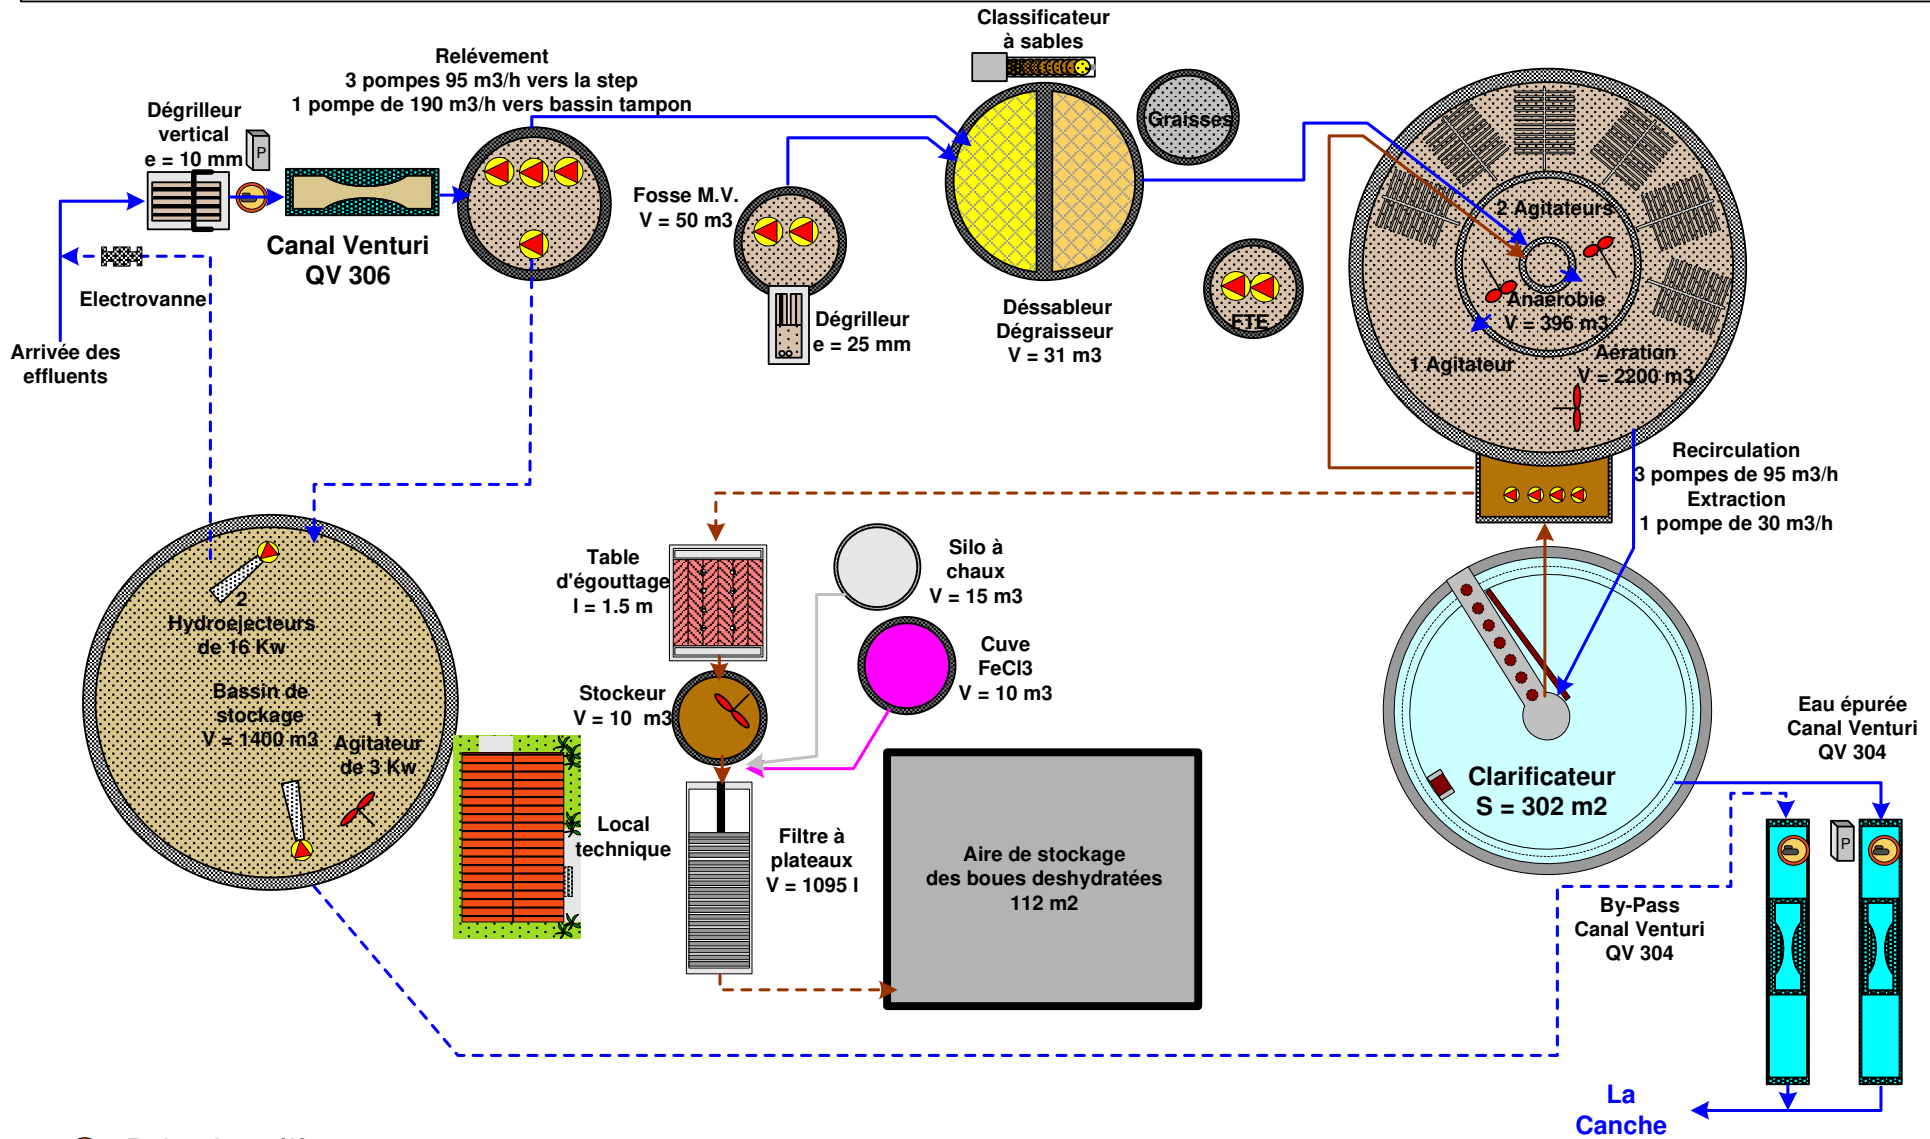 Classificateur
à sables
Relévement
3 pompes 95 m3/h vers la step
1 pompe de 190 m3/h vers bassin tampon
Dégrilleur
vertical
e = 10 mm
P
Graisses
Canal Venturi
QV 306
Fosse M.V.
V = 50 m3
Dégrilleur
e = 25 mm
Déssableur
Dégraisseur
V = 31 m3
FTE
2 Agitateurs
Anaérobie
V = 396 m3
1 Agitateur
Aération
V = 2200 m3
Electrovanne
Arrivée des
effluents
Recirculation
3 pompes de 95 m3/h
Extraction
1 pompe de 30 m3/h
Table
d'égouttage
l = 1.5 m
Silo à
chaux
V = 15 m3
Cuve
FeCl3
V = 10 m3
Stockeur
V = 10 m3
2
Hydroéjecteurs
de 16 Kw
Bassin de
stockage
V = 1400 m3
1
Agitateur
de 3 Kw
Local
technique
Filtre à
plateaux
V = 1095 l
Aire de stockage
des boues deshydratées
112 m2
Clarificateur
S = 302 m2
Eau épurée
Canal Venturi
QV 304
P
By-Pass
Canal Venturi
QV 304
La
Canche